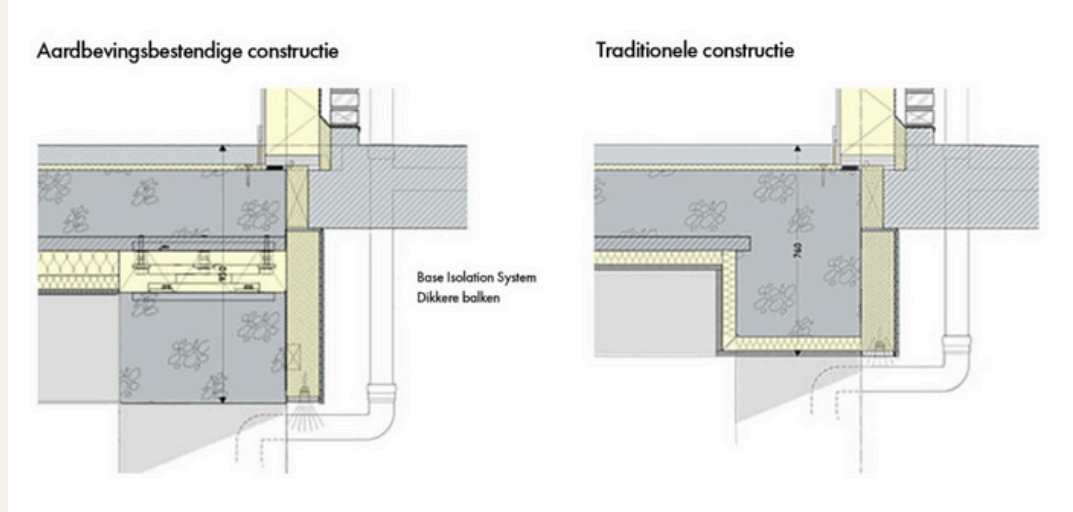 Aardbevingsbestendige constructie
Traditionele constructie
Base Isolation System
Dikkere balken
760